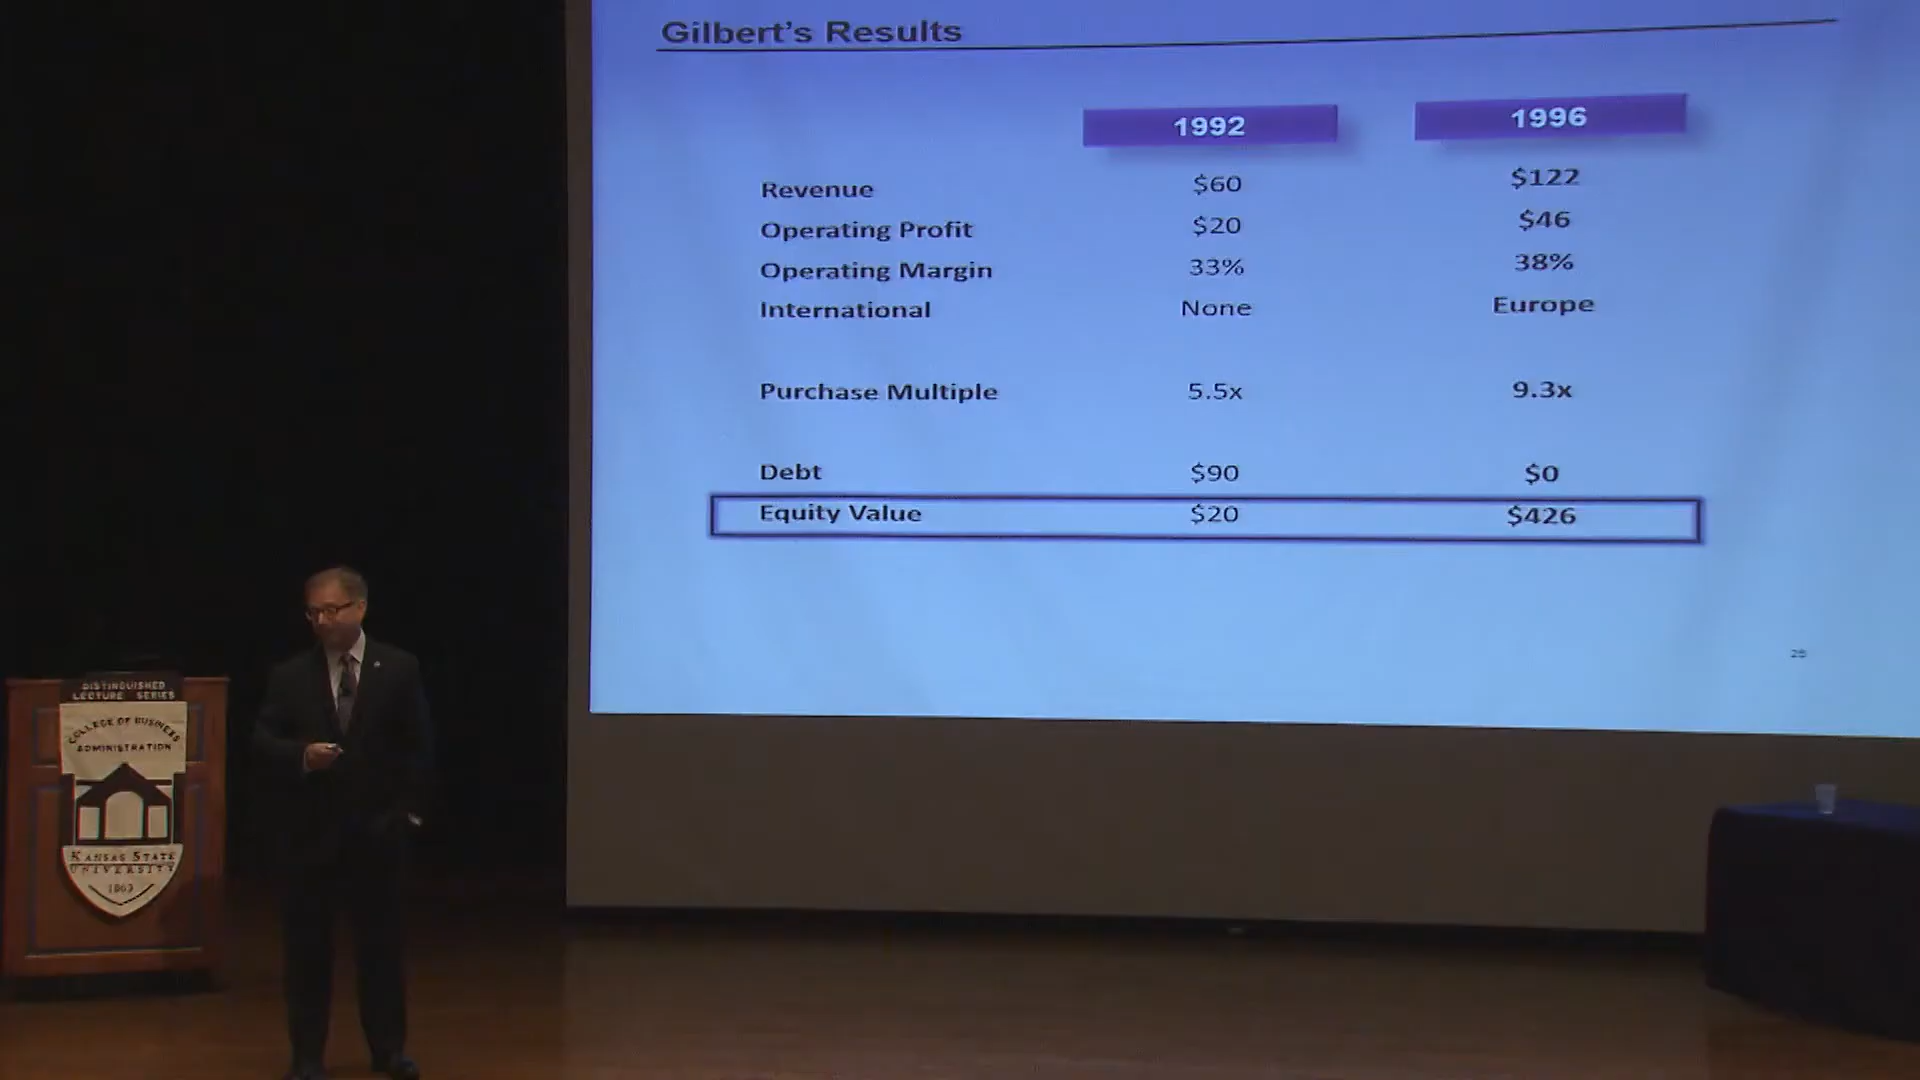 Gilbert's Results
1992 1996
Revenue $60 $122
Operating Profit $20 $46
Operating Margin 33% 38%
International None Europe
Purchase Multiple 5.5x 9.3x
Debt $90 $0
Equity Value $20 $426
DISTINGUISHED
LECTURE SERIES
COLLEGE OF BUSINESS
ADMINISTRATION
KANSAS STATE
UNIVERSITY
1863